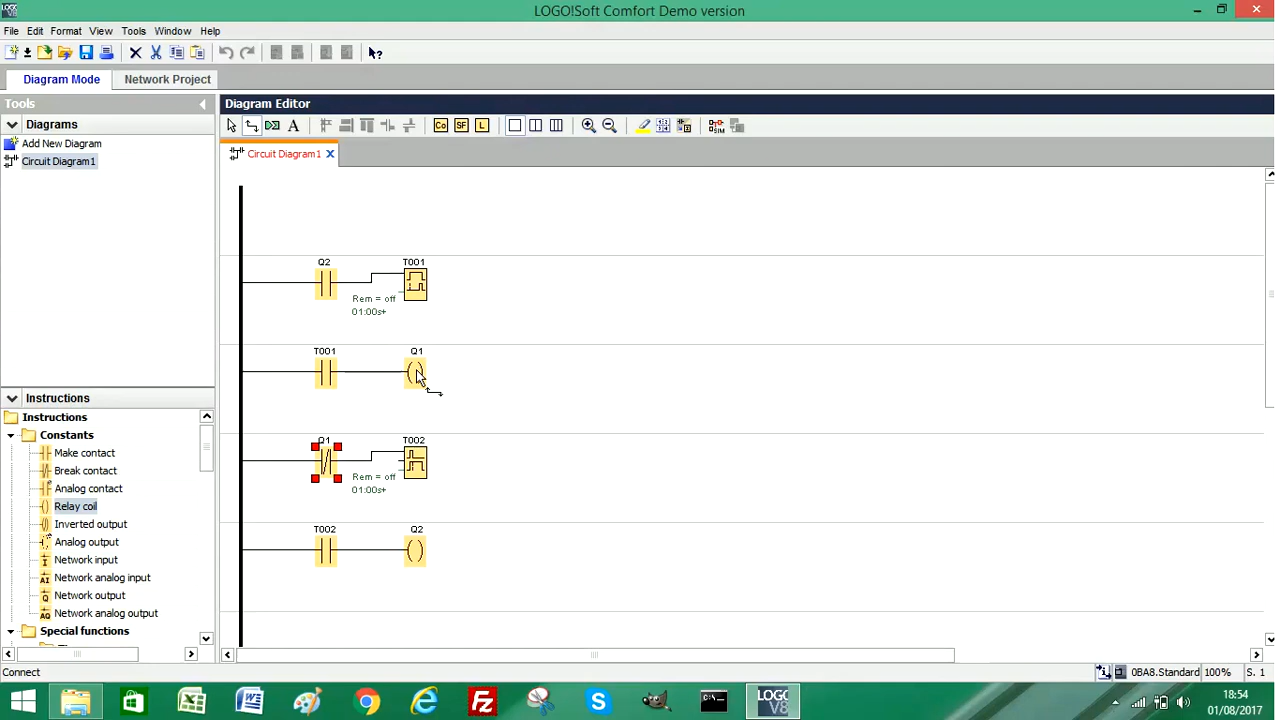 LOGO!Soft Comfort Demo version
File Edit Format View Tools Window Help
Diagram Mode Network Project
Tools
Diagrams
Add New Diagram
Circuit Diagram1
Instructions
Instructions
Constants
Make contact
Break contact
Analog contact
Relay coil
Inverted output
Analog output
Network input
Network analog input
Network output
Network analog output
Special functions
Diagram Editor
A Co SF L SIM
Circuit Diagram1 X
Q2 T001
Rem = off
01:00s+
T001 Q1
Q1 T002
Rem = off
01:00s+
T002 Q2
Connect 0BA8.Standard 100% S. 1
18:54
01/08/2017